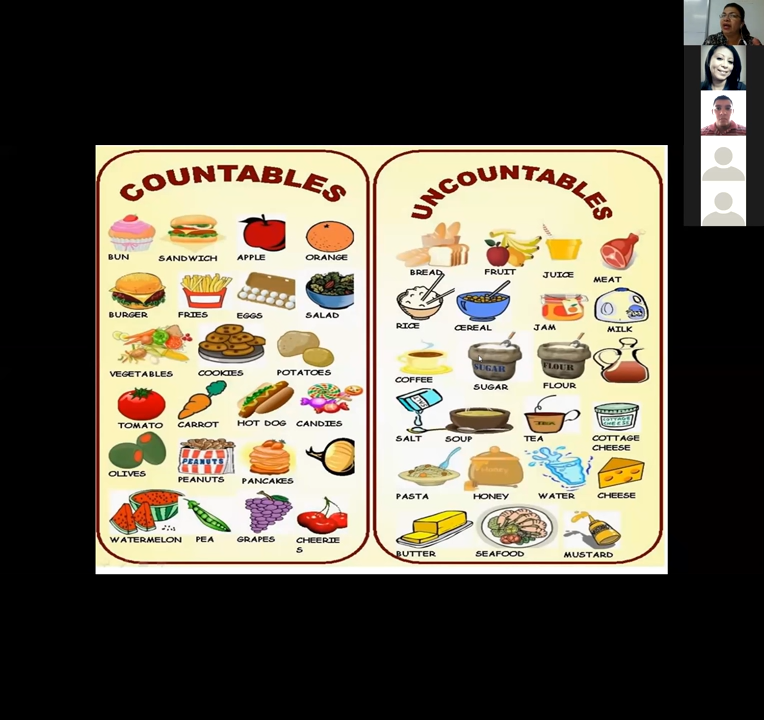 COUNTABLES
BUN SANDWICH APPLE ORANGE
BURGER FRIES EGGS SALAD
VEGETABLES COOKIES POTATOES
TOMATO CARROT HOT DOG CANDIES
PEANUTS
OLIVES PEANUTS PANCAKES
WATERMELON PEA GRAPES CHEERIE
S
UNCOUNTABLES
BREAD FRUIT JUICE MEAT
RICE CEREAL JAM MILK
SUGAR FLOUR
COFFEE SUGAR FLOUR
SALT SOUP TEA COTTAGE
CHEESE
COTTAGE
CHEESE
PASTA HONEY WATER CHEESE
BUTTER SEAFOOD MUSTARD